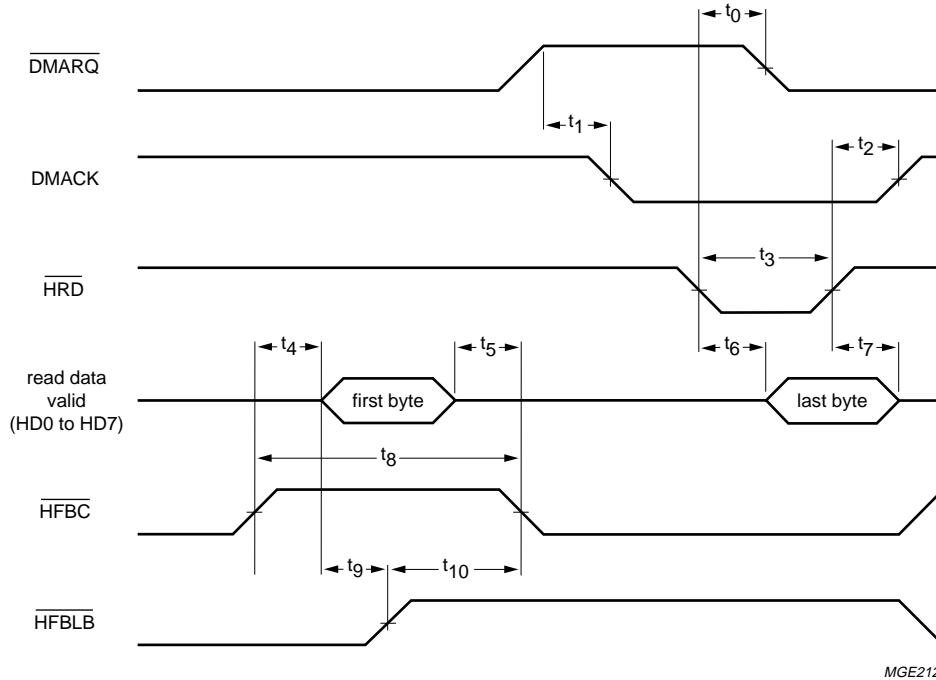 t0
DMARQ
t1
t2
DMACK
t3
HRD
t4
t5
t6
t7
read data
valid
(HD0 to HD7)
first byte
last byte
t8
HFBC
t9
t10
HFBLB
MGE212